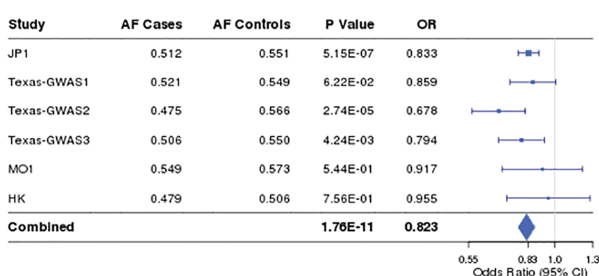 Study AF Cases AF Controls P Value OR
JP1 0.512 0.551 5.15E-07 0.833
Texas-GWAS1 0.521 0.549 6.22E-02 0.859
Texas-GWAS2 0.475 0.566 2.74E-05 0.678
Texas-GWAS3 0.506 0.550 4.24E-03 0.794
MO1 0.549 0.573 5.44E-01 0.917
HK 0.479 0.506 7.56E-01 0.955
Combined 1.76E-11 0.823
0.55 0.83 1.0 1.3
Odds Ratio (95% CI)